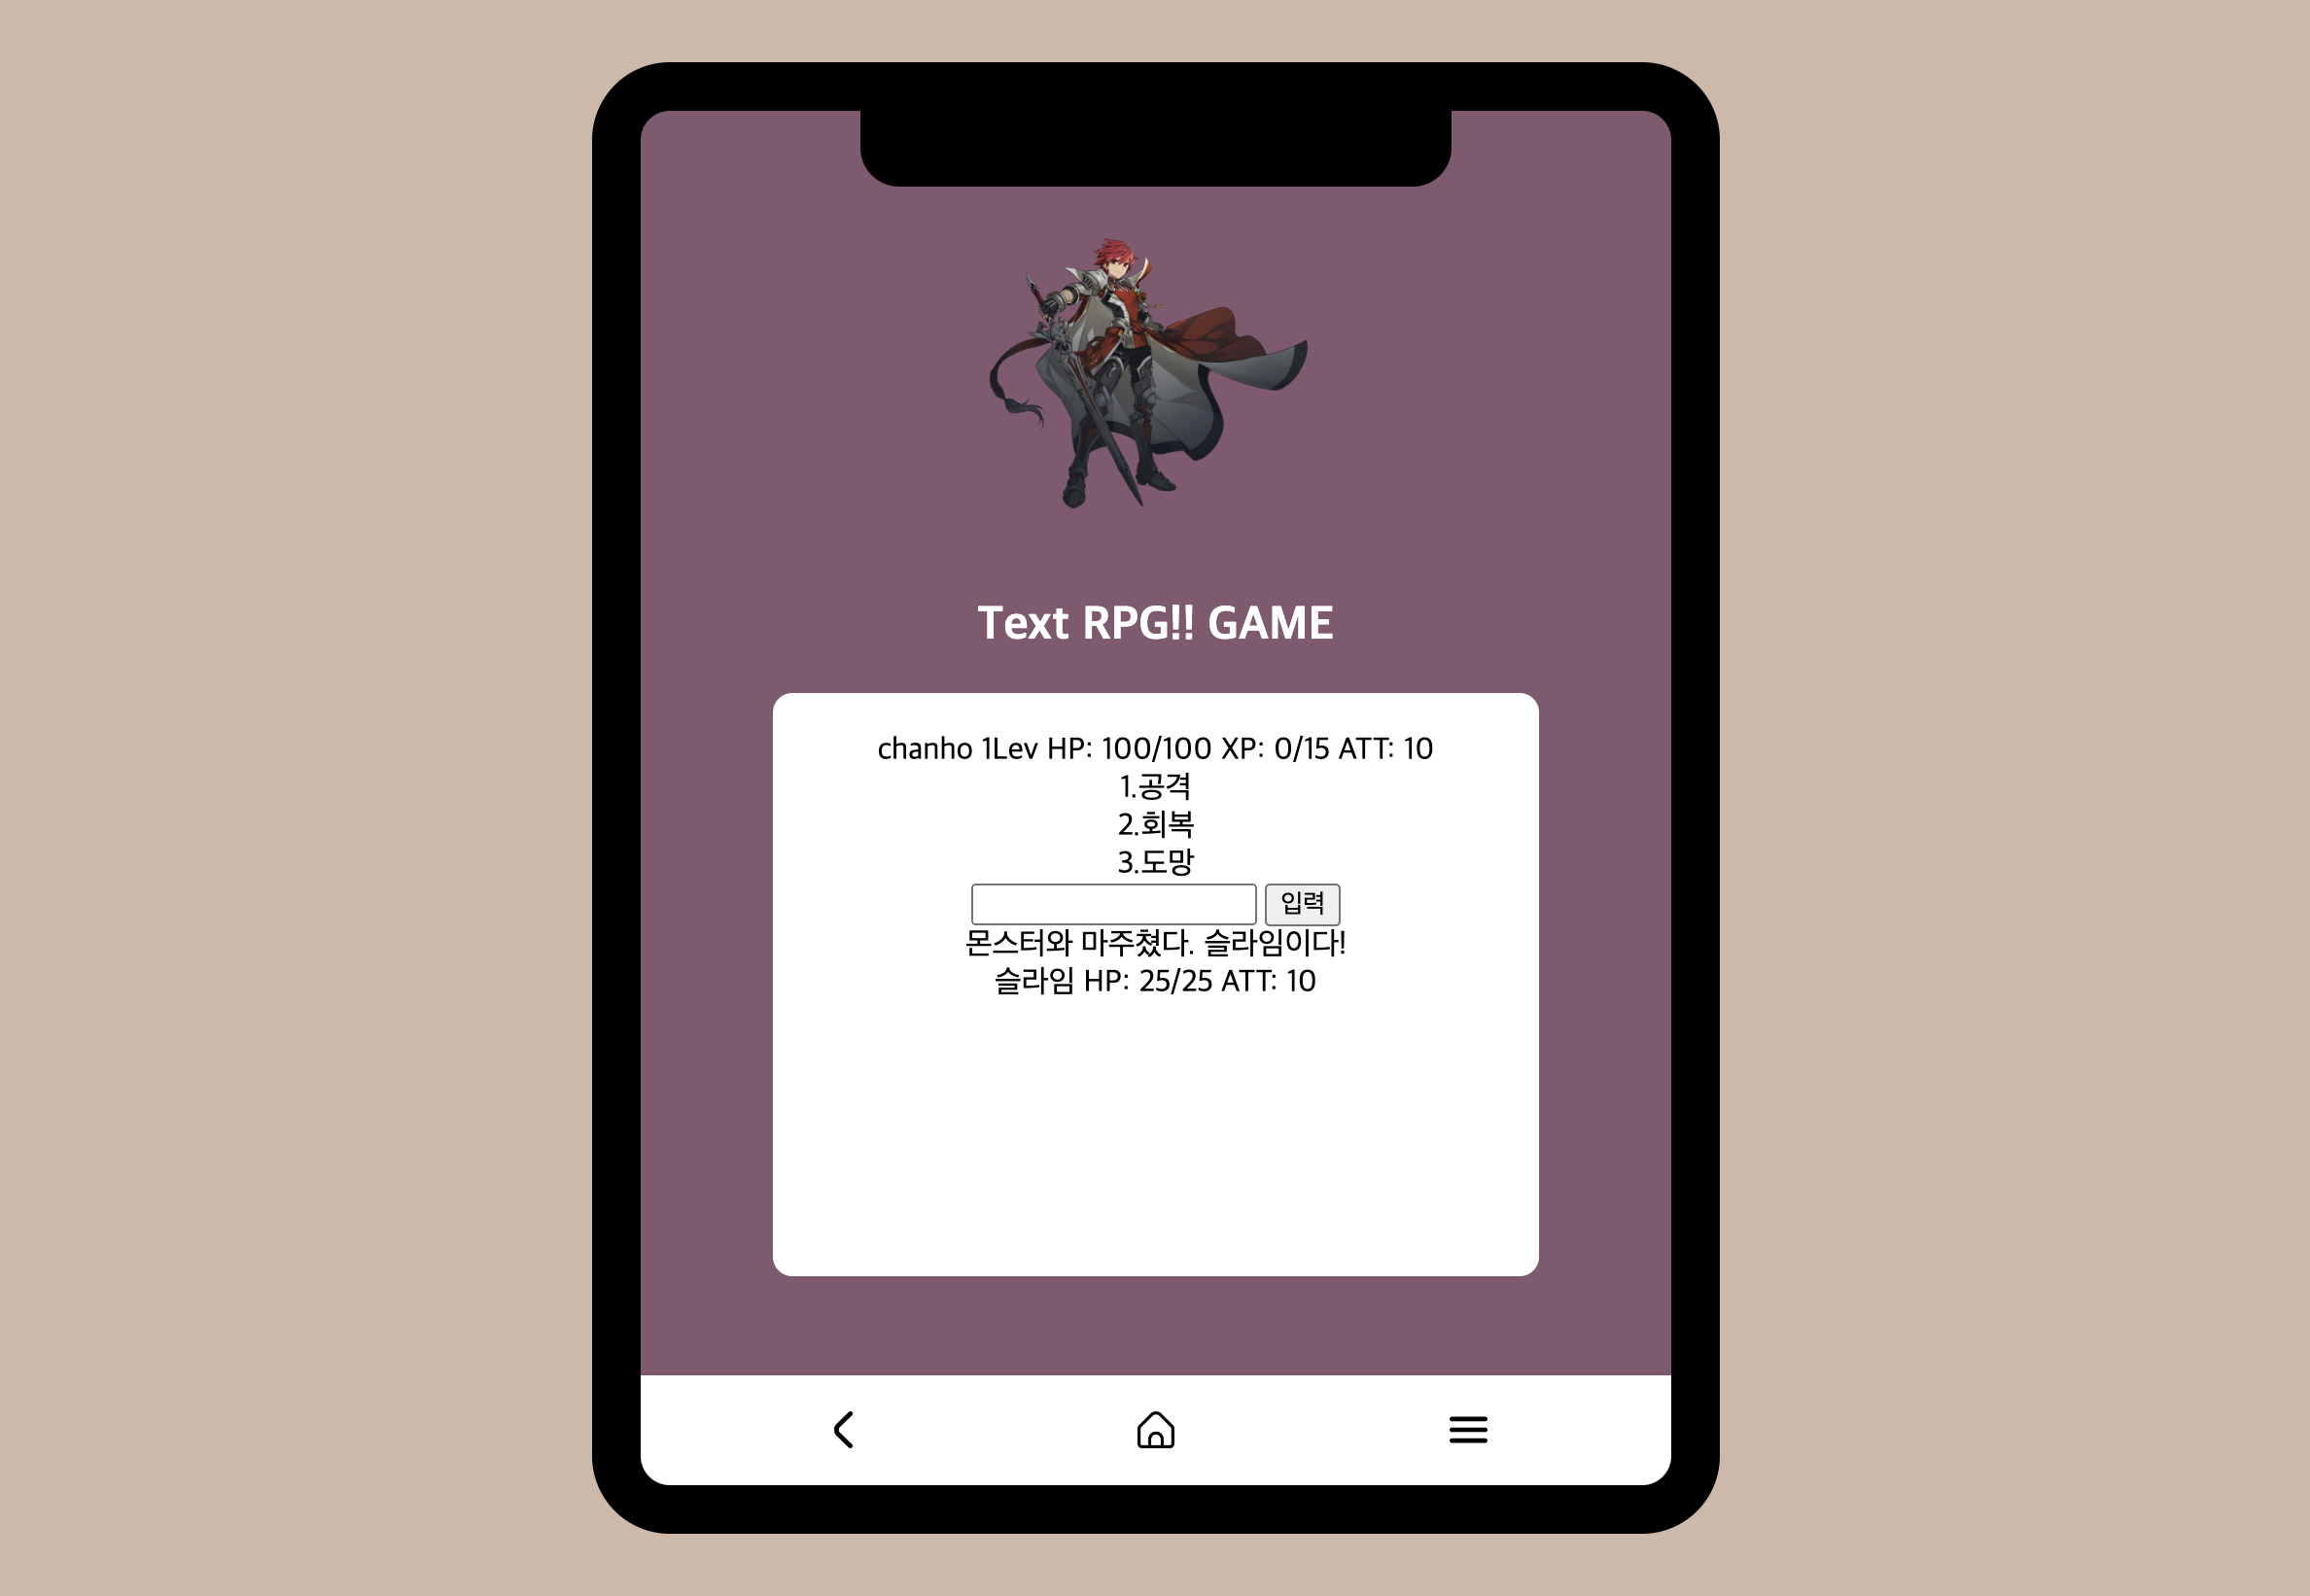 Text RPG!! GAME
chanho 1Lev HP: 100/100 XP: 0/15 ATT: 10
1.공격
2.회복
3.도망
입력
몬스터와 마주쳤다. 슬라임이다!
슬라임 HP: 25/25 ATT: 10